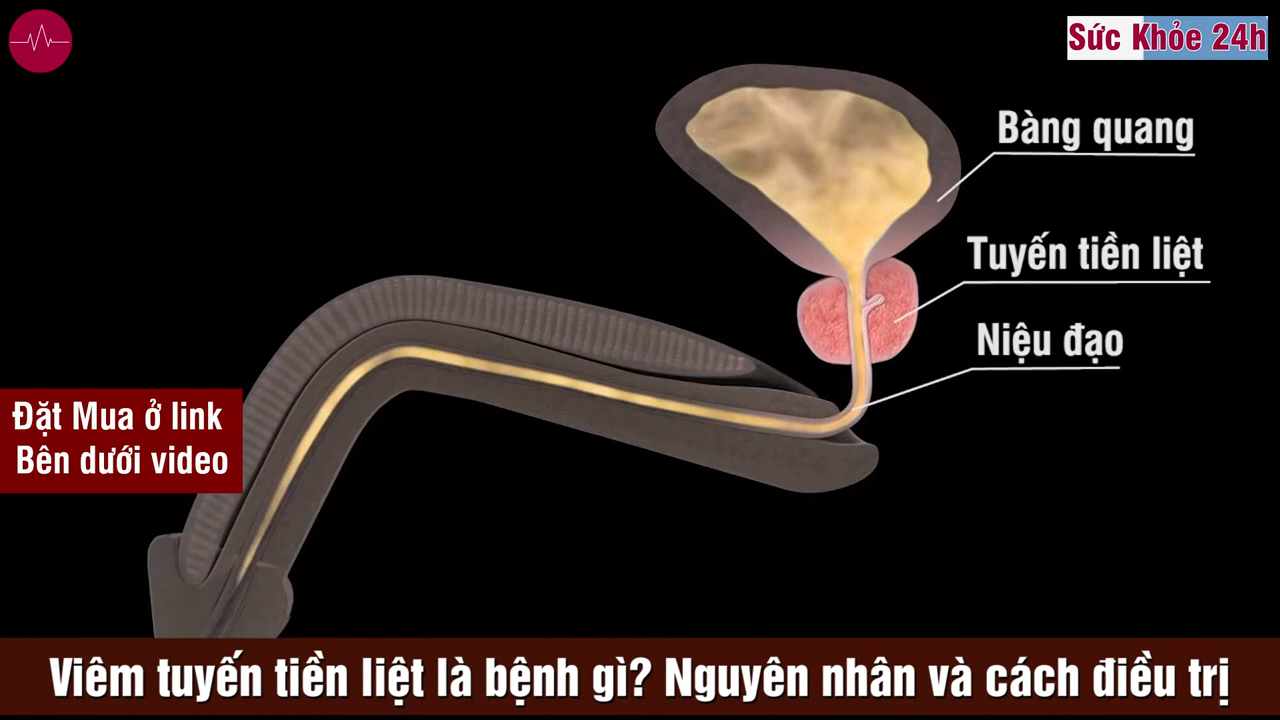 Sức Khỏe 24h
Bàng quang
Tuyến tiền liệt
Niệu đạo
Đặt Mua ở link
Bên dưới video
Viêm tuyến tiền liệt là bệnh gì? Nguyên nhân và cách điều trị